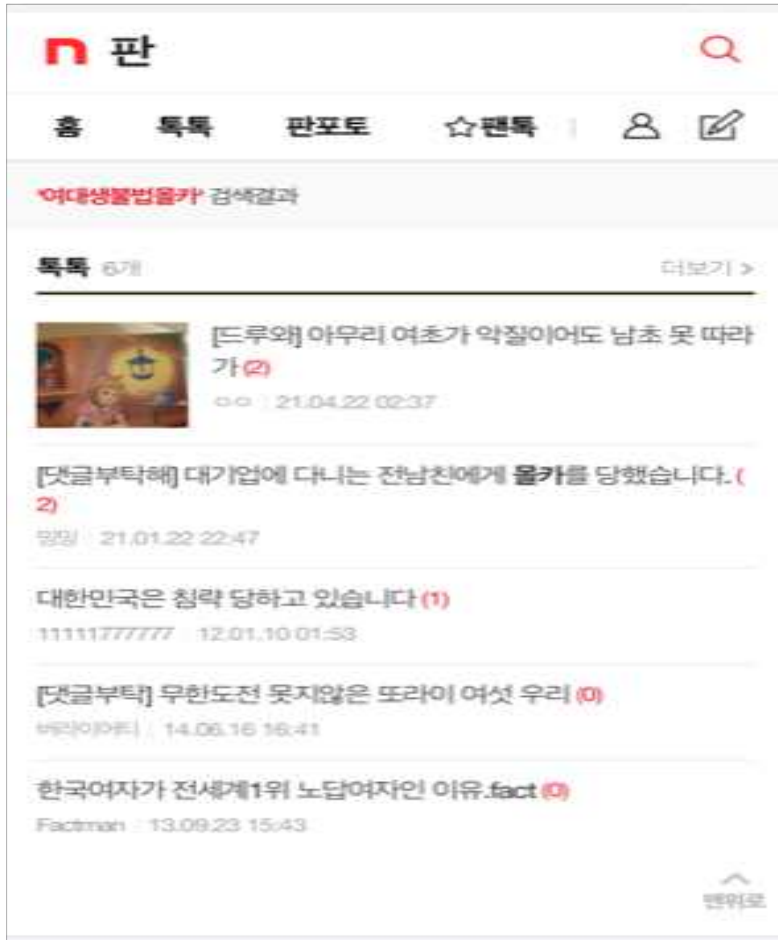 n 판
홈 톡톡 판포토 ☆팬톡
'여대생불법몰카' 검색결과
톡톡 6개 더보기 >
[드루와] 아무리 여초가 악질이어도 남초 못 따라
가 (2)
ㅇㅇ 21.04.22 02:37
[댓글부탁해] 대기업에 다니는 전남친에게 몰카를 당했습니다. (
2)
21.01.22 22:47
대한민국은 침략 당하고 있습니다 (1)
11111777777 12.01.10 01:53
[댓글부탁] 무한도전 못지않은 또라이 여섯 우리 (0)
14.06.16 16:41
한국여자가 전세계1위 노답여자인 이유.fact (0)
Factman 13.09.23 15:43
맨위로